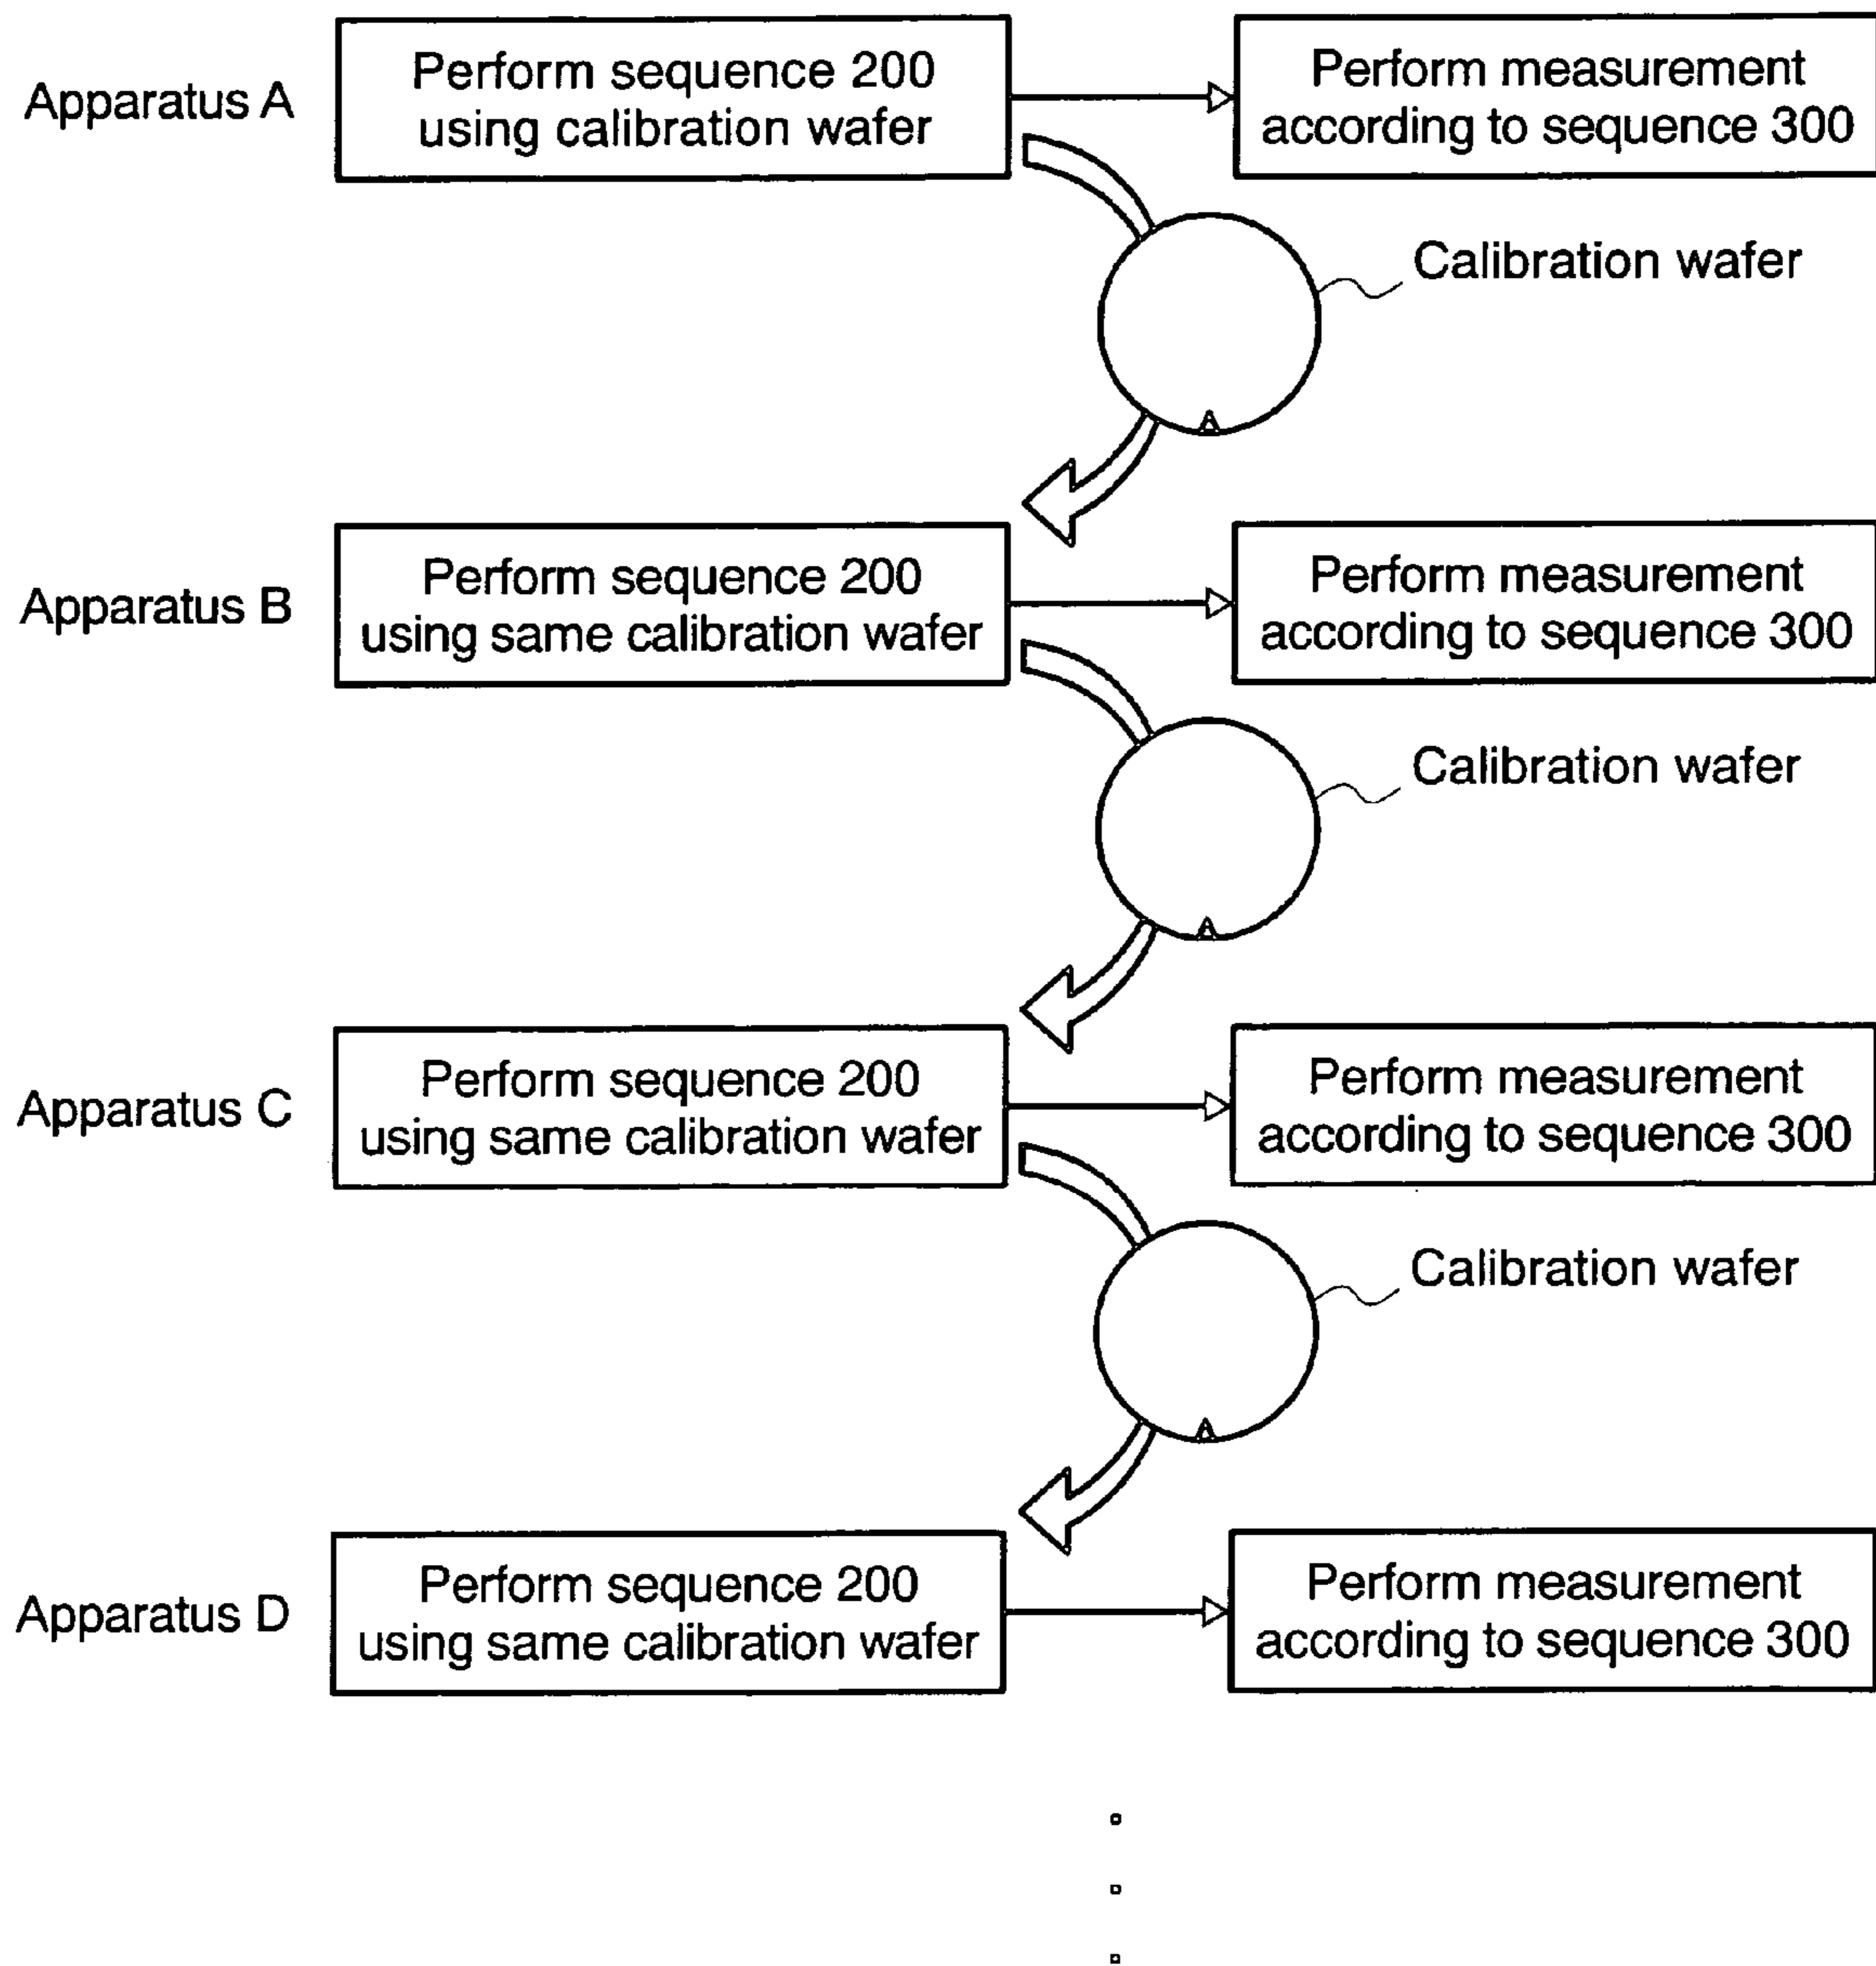 Apparatus A
Perform sequence 200
using calibration wafer
Perform measurement
according to sequence 300
Calibration wafer
Apparatus B
Perform sequence 200
using same calibration wafer
Perform measurement
according to sequence 300
Calibration wafer
Apparatus C
Perform sequence 200
using same calibration wafer
Perform measurement
according to sequence 300
Calibration wafer
Apparatus D
Perform sequence 200
using same calibration wafer
Perform measurement
according to sequence 300